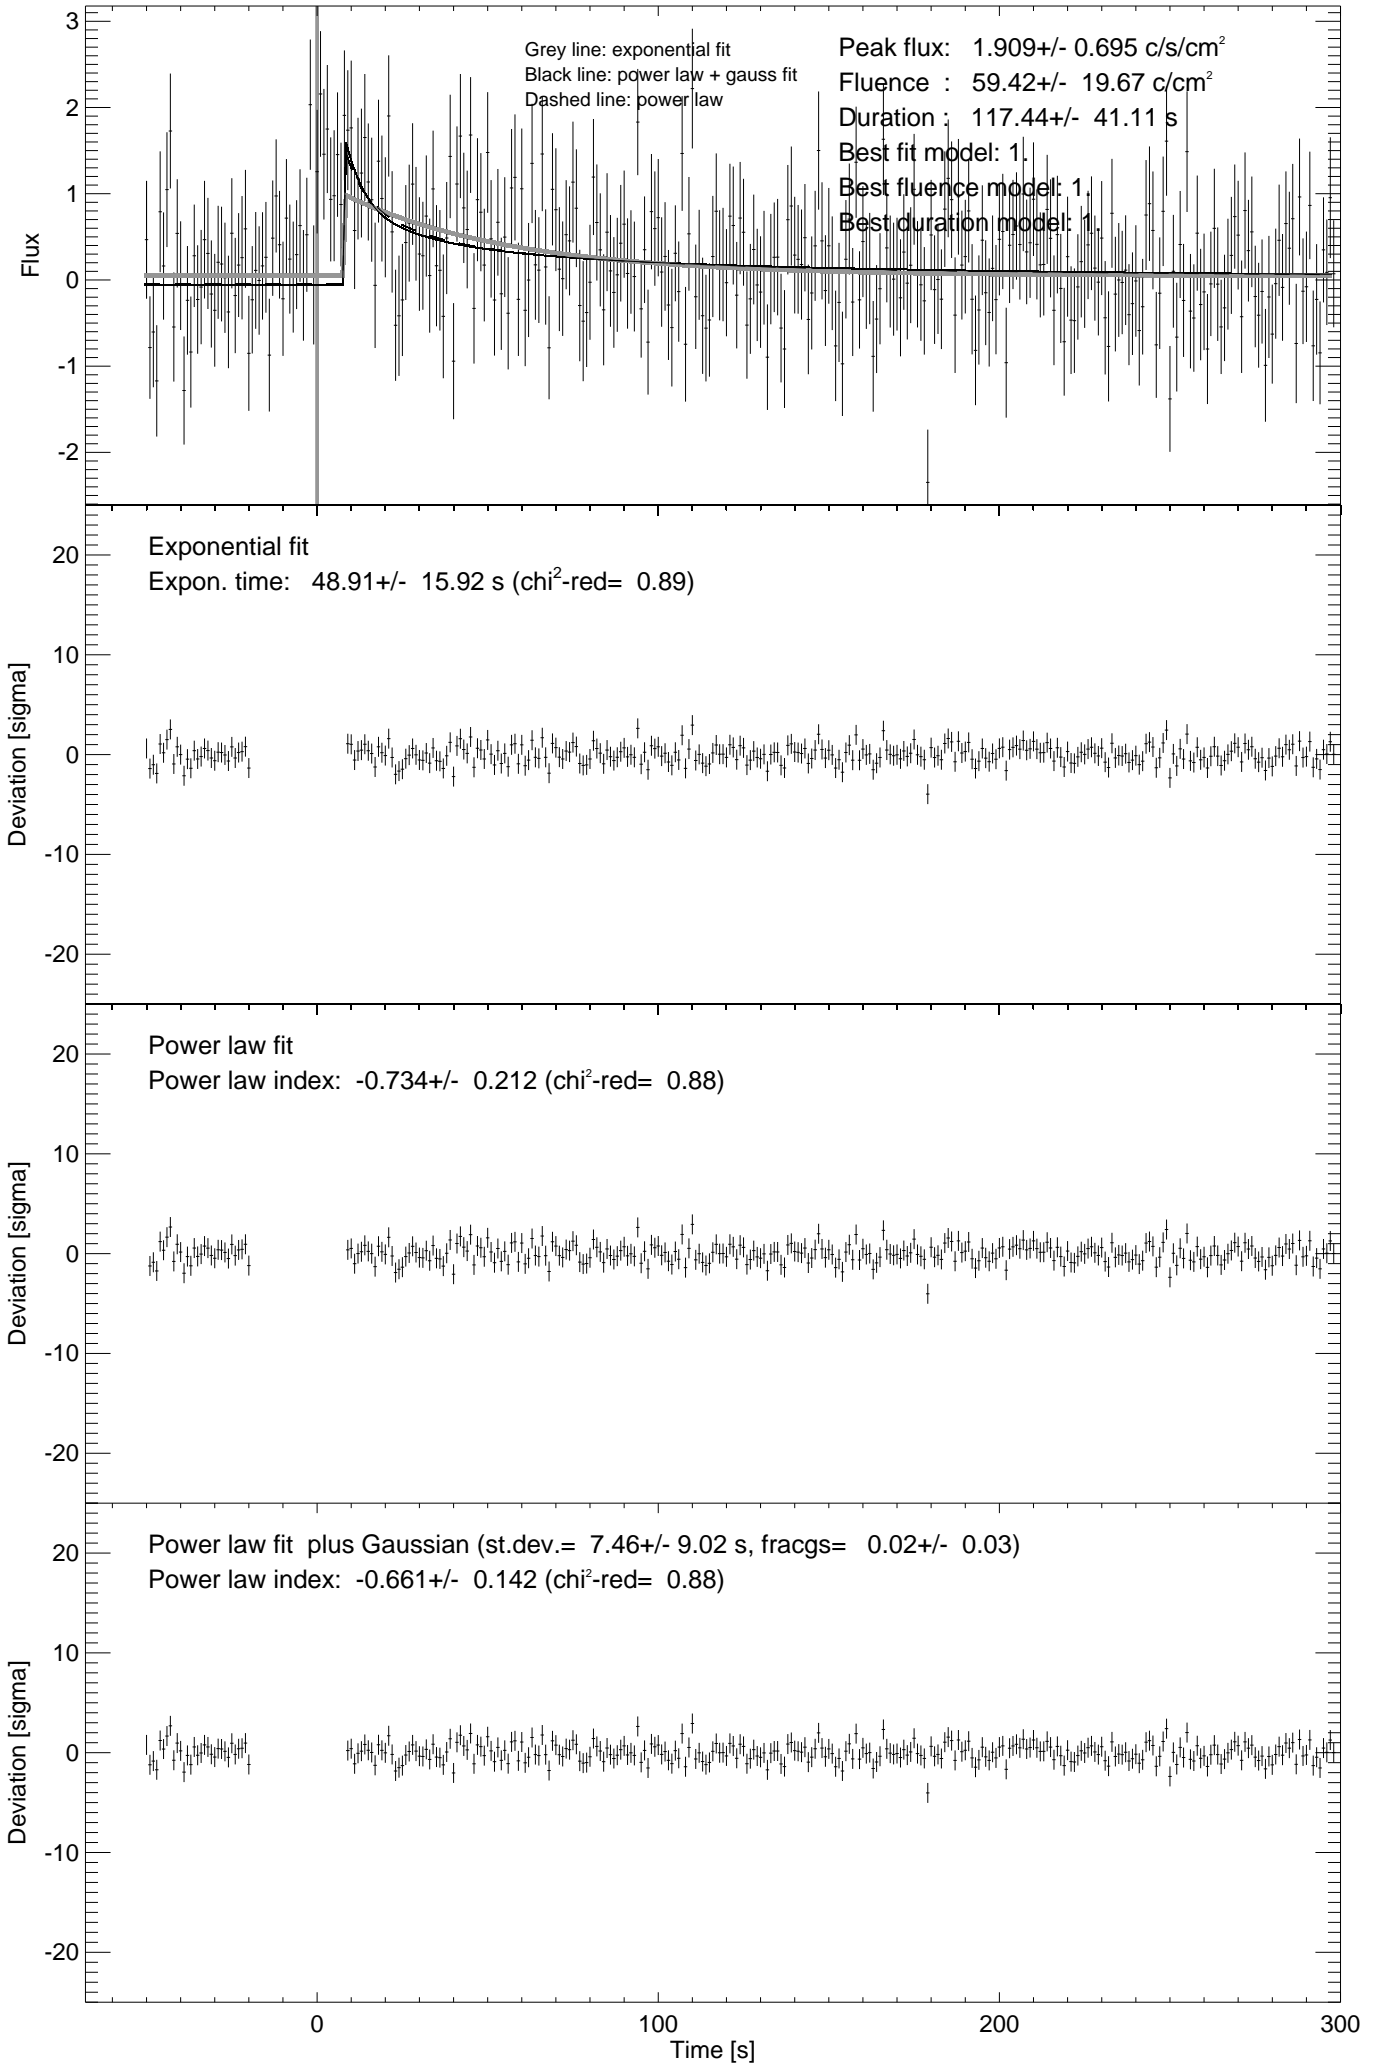 3
2
1
0
-1
-2
Flux
Grey line: exponential fit
Black line: power law + gauss fit
Dashed line: power law
Peak flux: 1.909+/- 0.695 c/s/cm²
Fluence : 59.42+/- 19.67 c/cm²
Duration : 117.44+/- 41.11 s
Best fit model: 1.
Best fluence model: 1.
Best duration model: 1.
20
10
0
-10
-20
Deviation [sigma]
Exponential fit
Expon. time: 48.91+/- 15.92 s (chi²-red= 0.89)
20
10
0
-10
-20
Deviation [sigma]
Power law fit
Power law index: -0.734+/- 0.212 (chi²-red= 0.88)
20
10
0
-10
-20
Deviation [sigma]
Power law fit plus Gaussian (st.dev.= 7.46+/- 9.02 s, fracgs= 0.02+/- 0.03)
Power law index: -0.661+/- 0.142 (chi²-red= 0.88)
0
100
200
300
Time [s]